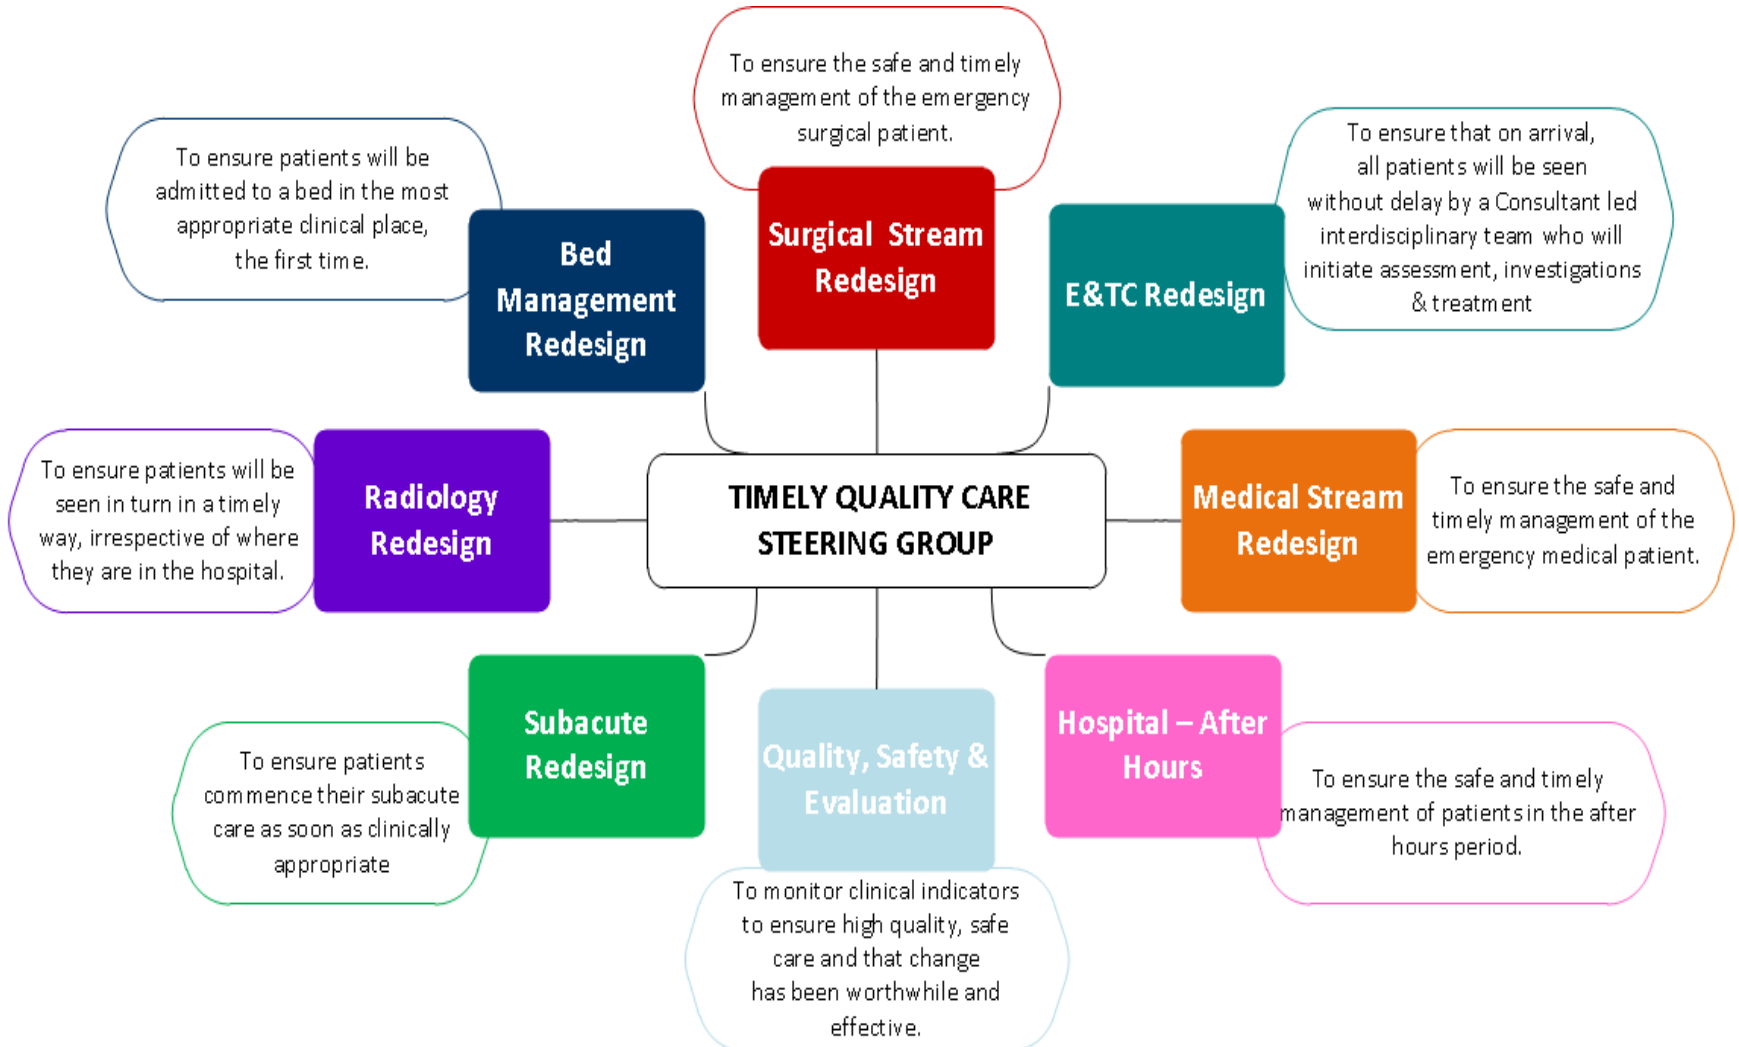 To ensure the safe and timely
management of the emergency
surgical patient.
Surgical Stream
Redesign
To ensure patients will be
admitted to a bed in the most
appropriate clinical place,
the first time.
Bed
Management
Redesign
To ensure that on arrival,
all patients will be seen
without delay by a Consultant led
interdisciplinary team who will
initiate assessment, investigations
& treatment
E&TC Redesign
To ensure patients will be
seen in turn in a timely
way, irrespective of where
they are in the hospital.
Radiology
Redesign
TIMELY QUALITY CARE
STEERING GROUP
Medical Stream
Redesign
To ensure the safe and
timely management of the
emergency medical patient.
To ensure patients
commence their subacute
care as soon as clinically
appropriate
Subacute
Redesign
Quality, Safety &
Evaluation
To monitor clinical indicators
to ensure high quality, safe
care and that change
has been worthwhile and
effective.
Hospital – After
Hours
To ensure the safe and timely
management of patients in the after
hours period.